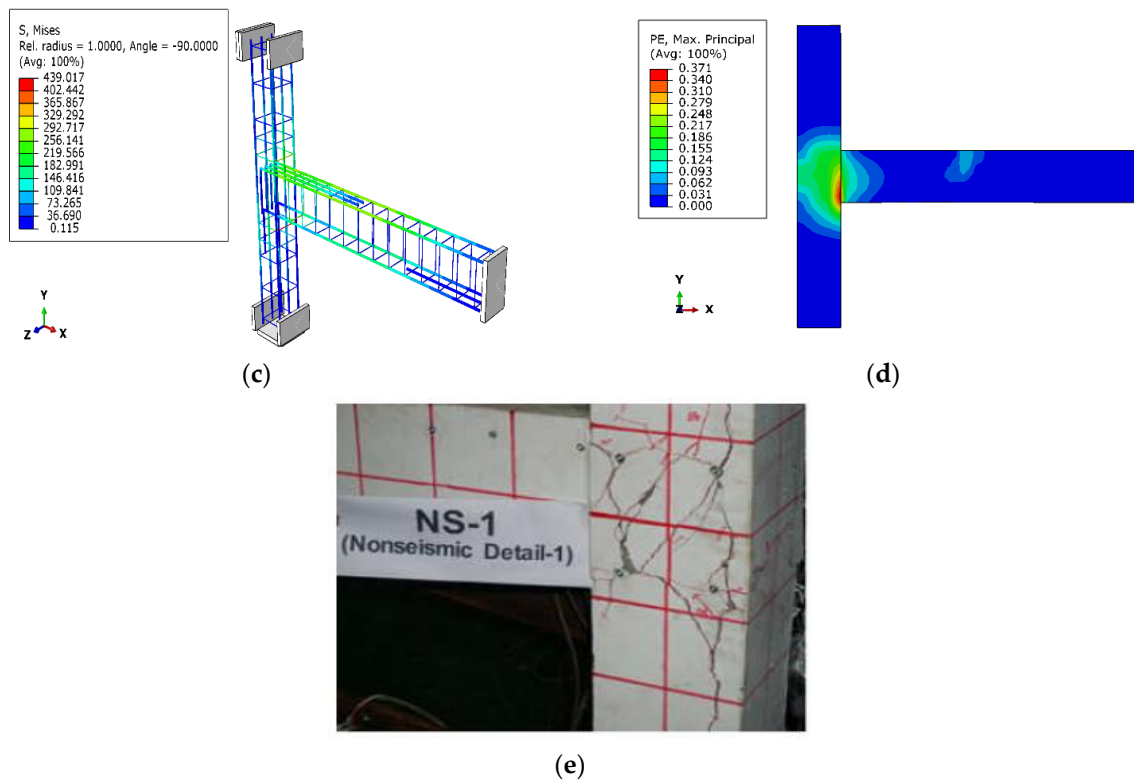 S, Mises
Rel. radius = 1.0000, Angle = -90.0000
(Avg: 100%)
439.017
402.442
365.867
329.292
292.717
256.141
219.566
182.991
146.416
109.841
73.265
36.690
0.115
Y
Z
X
(c)
PE, Max. Principal
(Avg: 100%)
0.371
0.340
0.310
0.279
0.248
0.217
0.186
0.155
0.124
0.093
0.062
0.031
0.000
Y
Z
X
(d)
NS-1
(Nonseismic Detail-1)
(e)